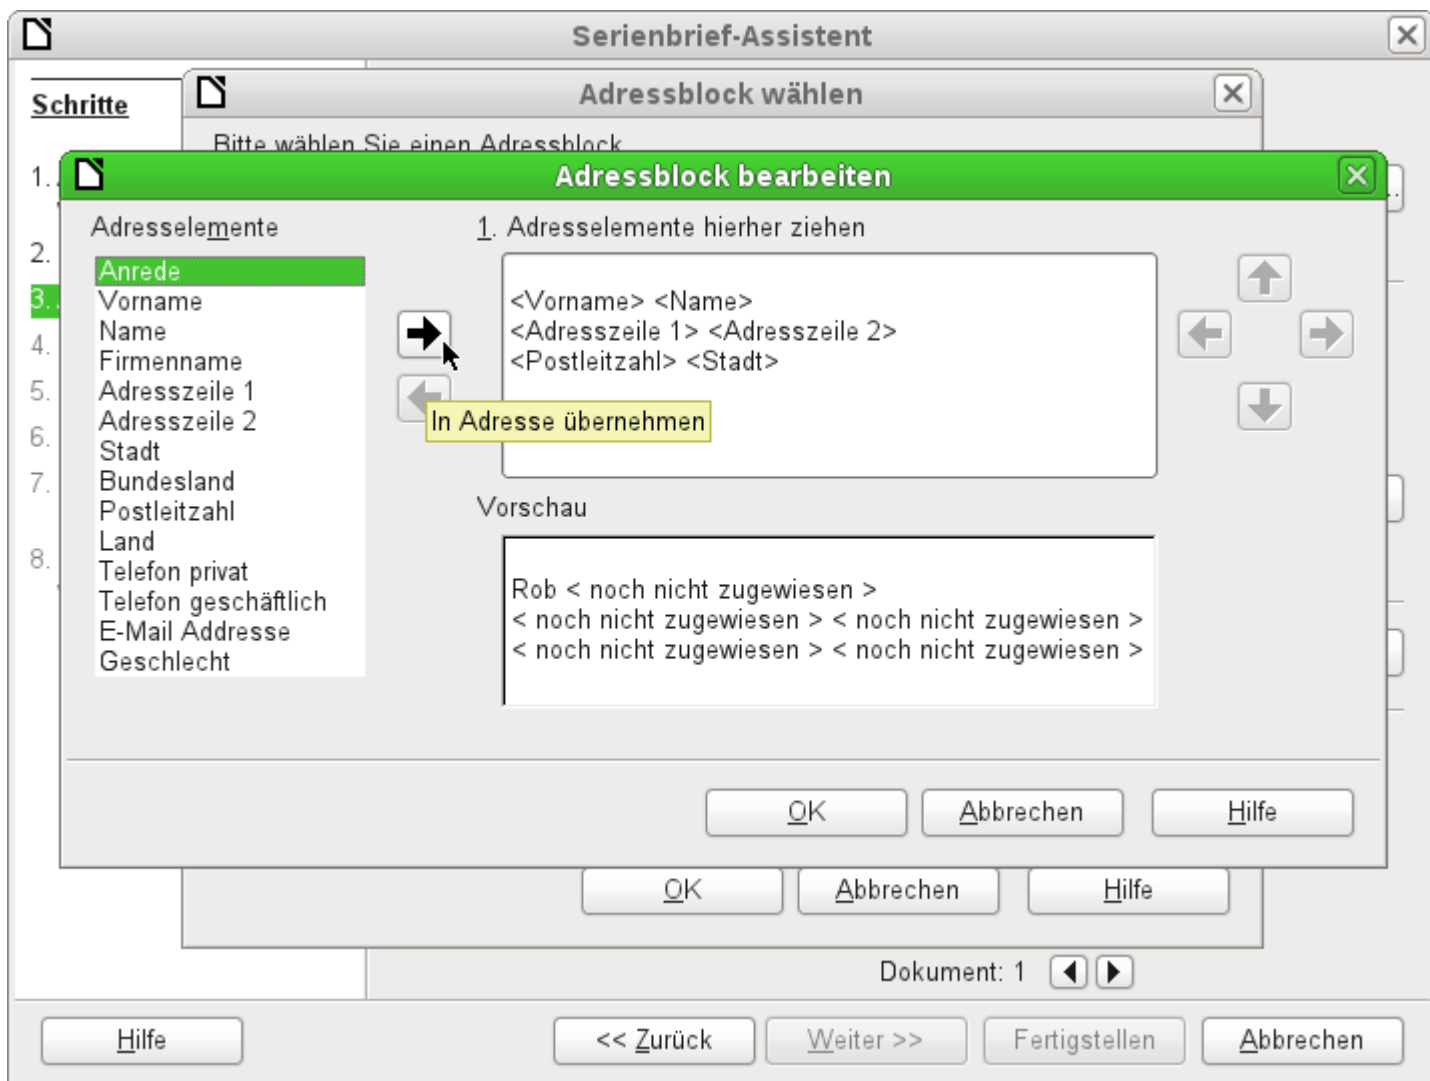 Serienbrief-Assistent
Schritte
Adressblock wählen
Bitte wählen Sie einen Adressblock
1.
2.
3.
4.
5.
6.
7.
8.
Adressblock bearbeiten
Adresselemente
Anrede
Vorname
Name
Firmenname
Adresszeile 1
Adresszeile 2
Stadt
Bundesland
Postleitzahl
Land
Telefon privat
Telefon geschäftlich
E-Mail Addresse
Geschlecht
1. Adresselemente hierher ziehen
<Vorname> <Name>
<Adresszeile 1> <Adresszeile 2>
<Postleitzahl> <Stadt>
In Adresse übernehmen
Vorschau
Rob < noch nicht zugewiesen >
< noch nicht zugewiesen > < noch nicht zugewiesen >
< noch nicht zugewiesen > < noch nicht zugewiesen >
OK Abbrechen Hilfe
OK Abbrechen Hilfe
Dokument: 1
Hilfe << Zurück Weiter >> Fertigstellen Abbrechen